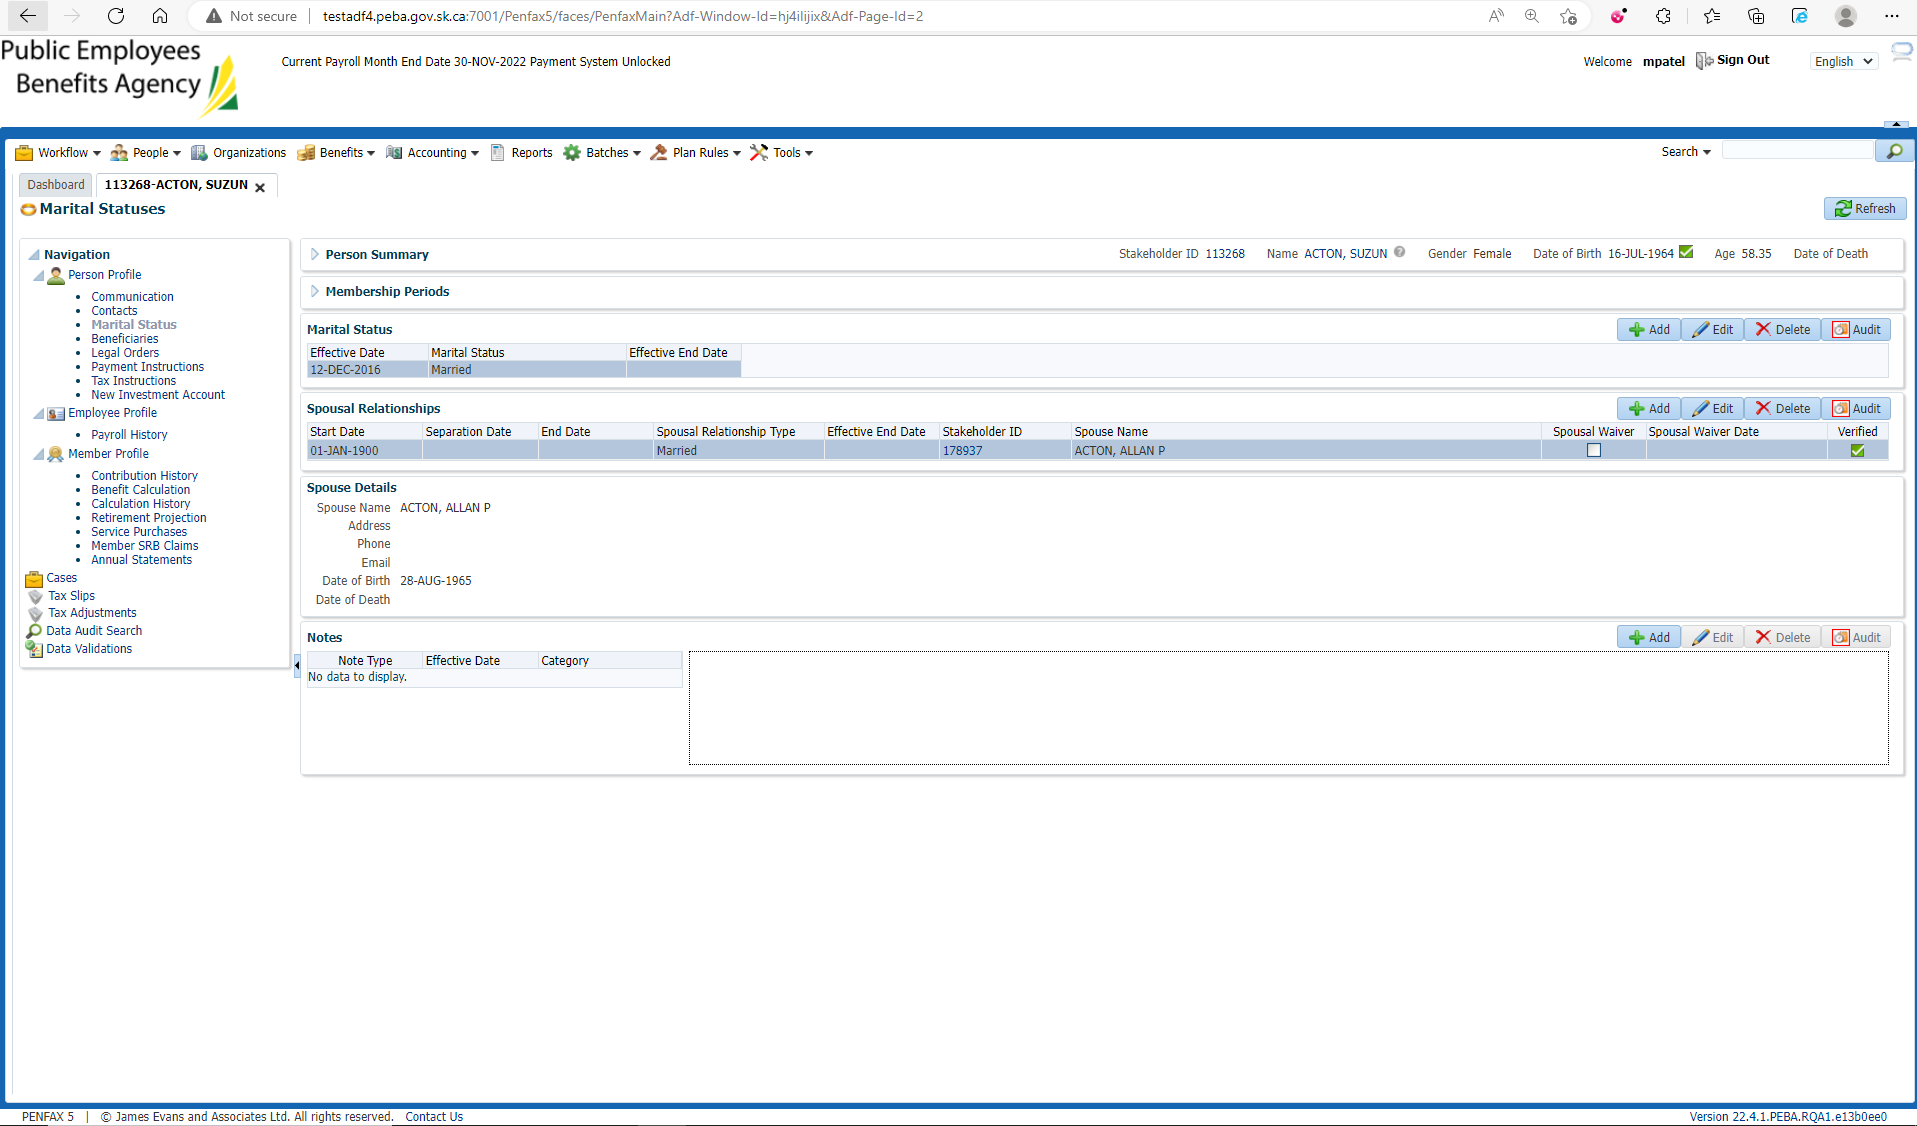 Not secure | testadf4.peba.gov.sk.ca:7001/Penfax5/faces/PenfaxMain?Adf-Window-Id=hj4ilijix&Adf-Page-Id=2
Public Employees
Benefits Agency
Current Payroll Month End Date 30-NOV-2022 Payment System Unlocked
Welcome mpatel Sign Out English
Workflow People Organizations Benefits Accounting Reports Batches Plan Rules Tools Search
Dashboard 113268-ACTON, SUZUN
Marital Statuses
Refresh
Navigation
Person Profile
Communication
Contacts
Marital Status
Beneficiaries
Legal Orders
Payment Instructions
Tax Instructions
New Investment Account
Employee Profile
Payroll History
Member Profile
Contribution History
Benefit Calculation
Calculation History
Retirement Projection
Service Purchases
Member SRB Claims
Annual Statements
Cases
Tax Slips
Tax Adjustments
Data Audit Search
Data Validations
Person Summary Stakeholder ID 113268 Name ACTON, SUZUN Gender Female Date of Birth 16-JUL-1964 Age 58.35 Date of Death
Membership Periods
Marital Status Add Edit Delete Audit
Effective Date Marital Status Effective End Date
12-DEC-2016 Married
Spousal Relationships Add Edit Delete Audit
Start Date Separation Date End Date Spousal Relationship Type Effective End Date Stakeholder ID Spouse Name Spousal Waiver Spousal Waiver Date Verified
01-JAN-1900 Married 178937 ACTON, ALLAN P
Spouse Details
Spouse Name ACTON, ALLAN P
Address
Phone
Email
Date of Birth 28-AUG-1965
Date of Death
Notes Add Edit Delete Audit
Note Type Effective Date Category
No data to display.
PENFAX 5 | © James Evans and Associates Ltd. All rights reserved. Contact Us
Version 22.4.1.PEBA.RQA1.e13b0ee0